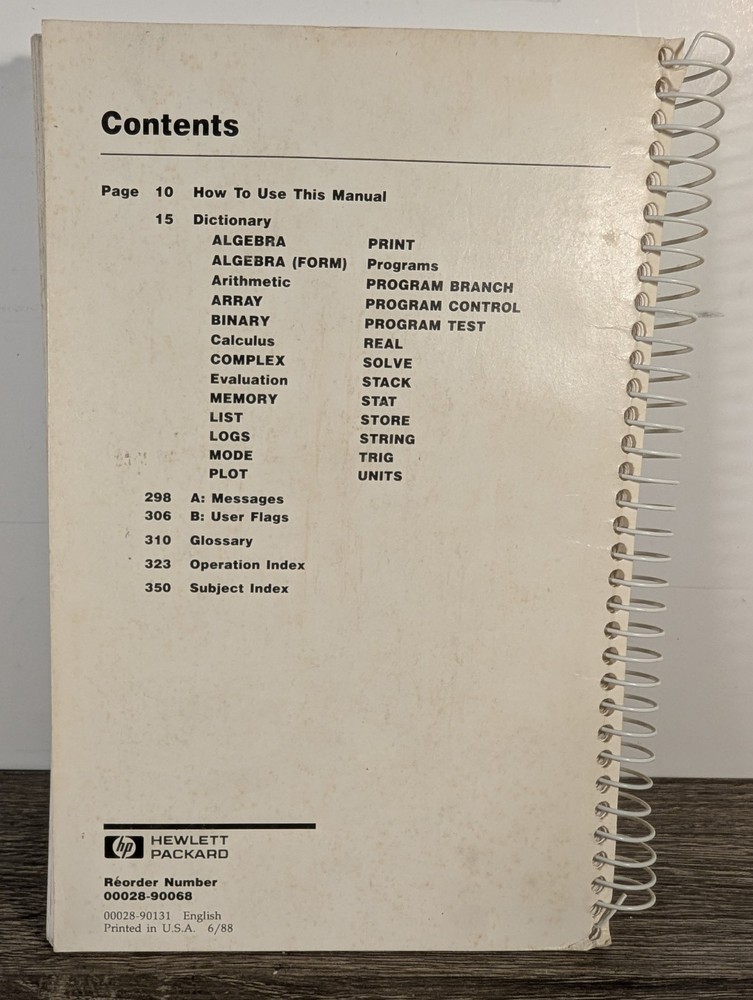 Contents
Page 10 How To Use This Manual
15 Dictionary
ALGEBRA PRINT
ALGEBRA (FORM) Programs
Arithmetic PROGRAM BRANCH
ARRAY PROGRAM CONTROL
BINARY PROGRAM TEST
Calculus REAL
COMPLEX SOLVE
Evaluation STACK
MEMORY STAT
LIST STORE
LOGS STRING
MODE TRIG
PLOT UNITS
298 A: Messages
306 B: User Flags
310 Glossary
323 Operation Index
350 Subject Index
hp HEWLETT
PACKARD
Reorder Number
00028-90068
00028-90131 English
Printed in U.S.A. 6/88